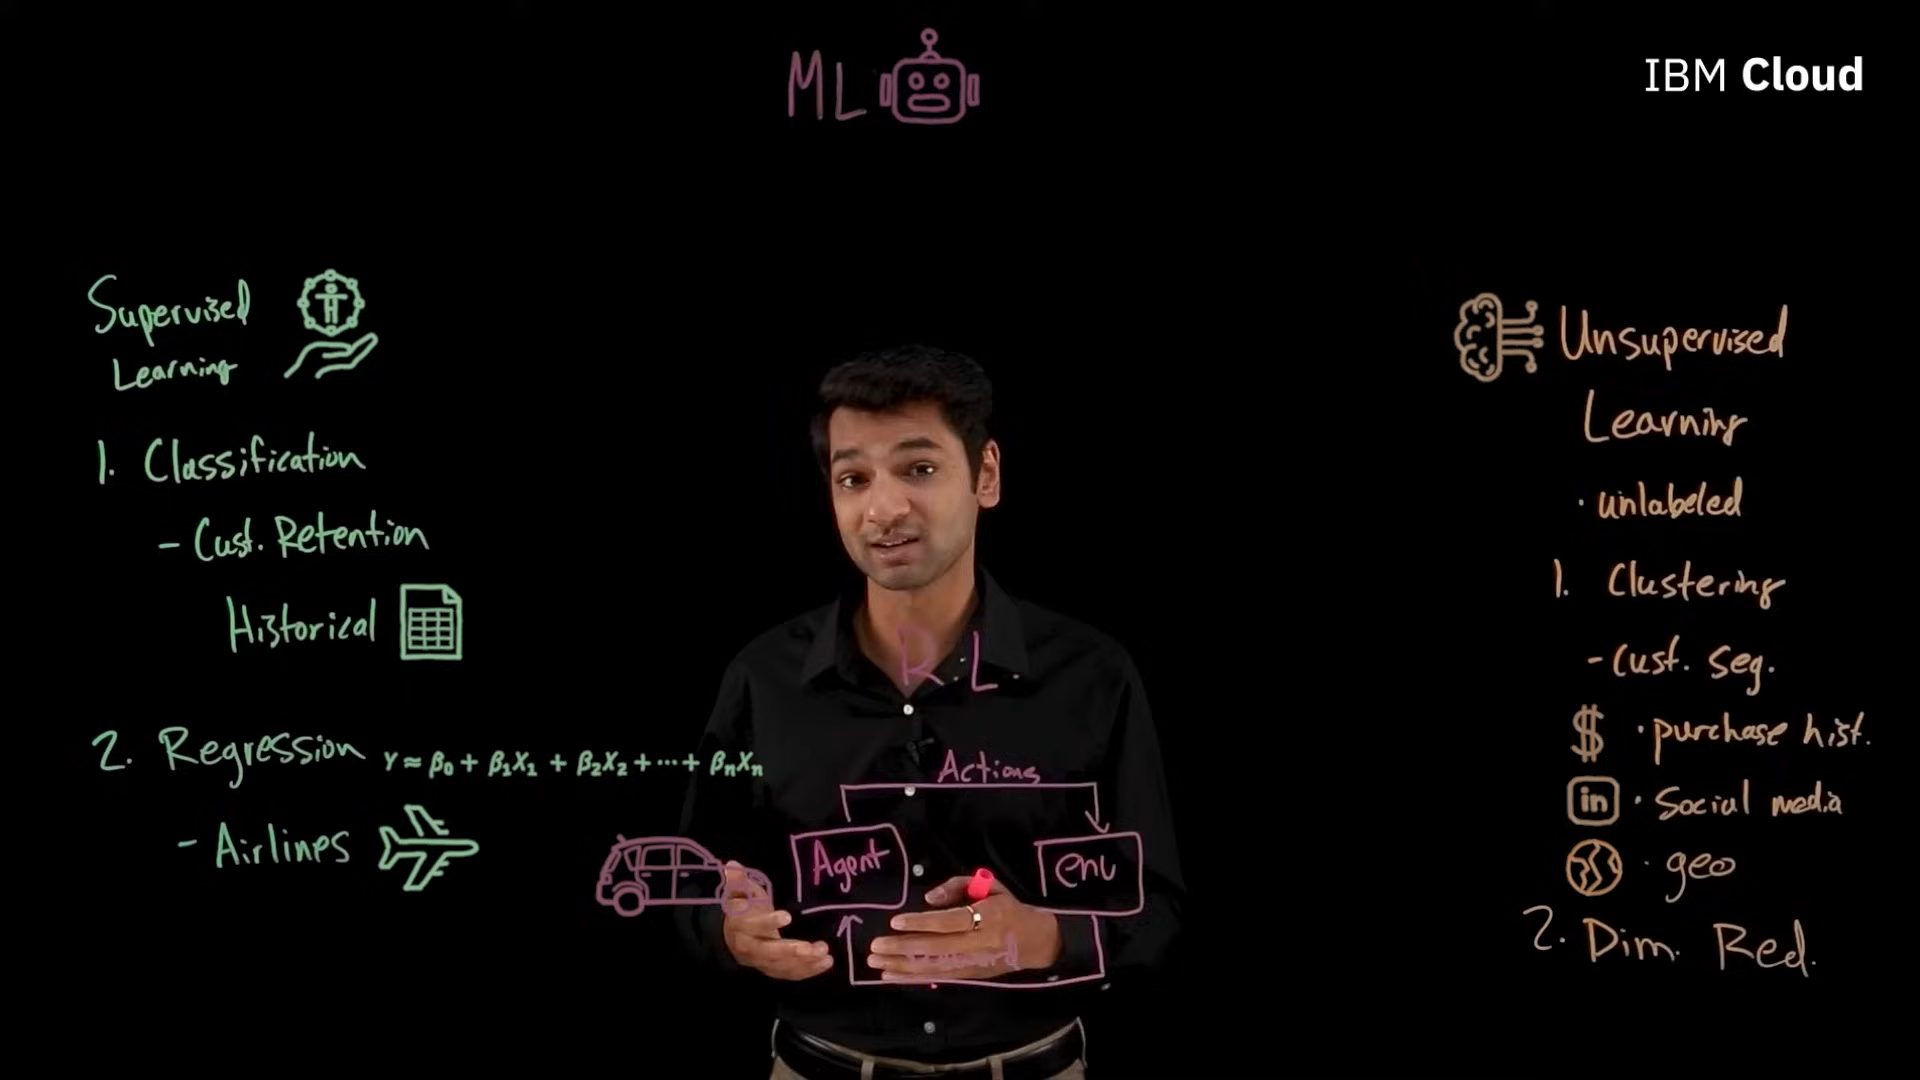 ML
IBM Cloud
Supervised
Learning
1. Classification
- Cust. Retention
Historical
2. Regression Y ≈ β₀ + β₁X₁ + β₂X₂ + ··· + βₙXₙ
- Airlines
R.L.
Actions
Agent
env
Unsupervised
Learning
· unlabeled
1. Clustering
- Cust. Seg.
$ · purchase hist.
in · Social media
· geo
2. Dim. Red.